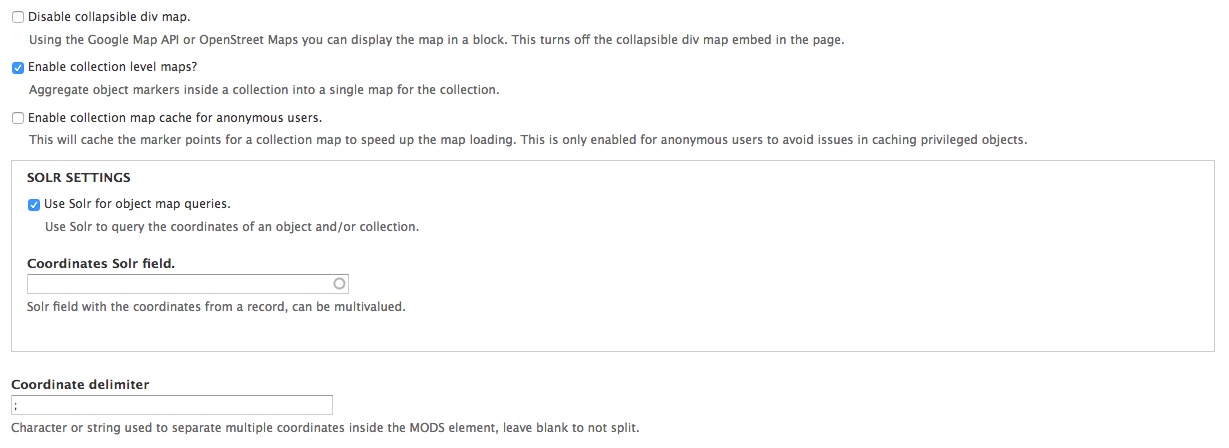 Disable collapsible div map.
Using the Google Map API or OpenStreet Maps you can display the map in a block. This turns off the collapsible div map embed in the page.
Enable collection level maps?
Aggregate object markers inside a collection into a single map for the collection.
Enable collection map cache for anonymous users.
This will cache the marker points for a collection map to speed up the map loading. This is only enabled for anonymous users to avoid issues in caching privileged objects.
SOLR SETTINGS
Use Solr for object map queries.
Use Solr to query the coordinates of an object and/or collection.
Coordinates Solr field.
Solr field with the coordinates from a record, can be multivalued.
Coordinate delimiter
;
Character or string used to separate multiple coordinates inside the MODS element, leave blank to not split.